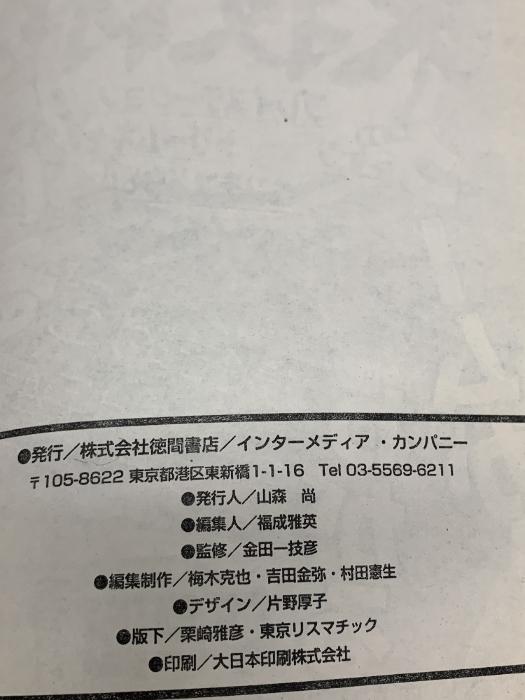 ●発行／株式会社徳間書店／インターメディア・カンパニー
〒105-8622 東京都港区東新橋1-1-16 Tel 03-5569-6211
●発行人／山森 尚
●編集人／福成雅英
●監修／金田一技彦
●編集制作／梅木克也・吉田金弥・村田憲生
●デザイン／片野厚子
●版下／栗崎雅彦・東京リスマチック
●印刷／大日本印刷株式会社